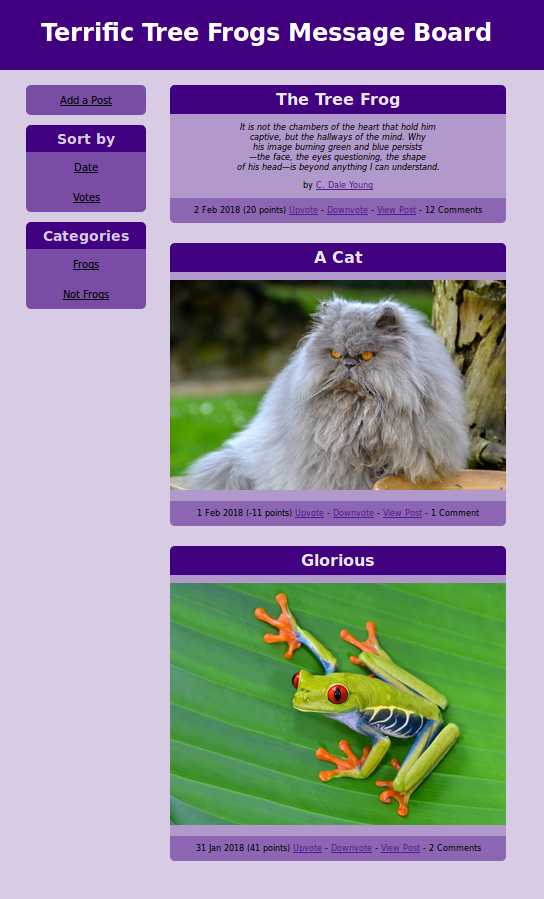 Terrific Tree Frogs Message Board
Add a Post
Sort by
Date
Votes
Categories
Frogs
Not Frogs
The Tree Frog
It is not the chambers of the heart that hold him
captive, but the hallways of the mind. Why
his image burning green and blue persists
—the face, the eyes questioning, the shape
of his head—is beyond anything I can understand.
by C. Dale Young
2 Feb 2018 (20 points) Upvote - Downvote - View Post - 12 Comments
A Cat
1 Feb 2018 (-11 points) Upvote - Downvote - View Post - 1 Comment
Glorious
31 Jan 2018 (41 points) Upvote - Downvote - View Post - 2 Comments